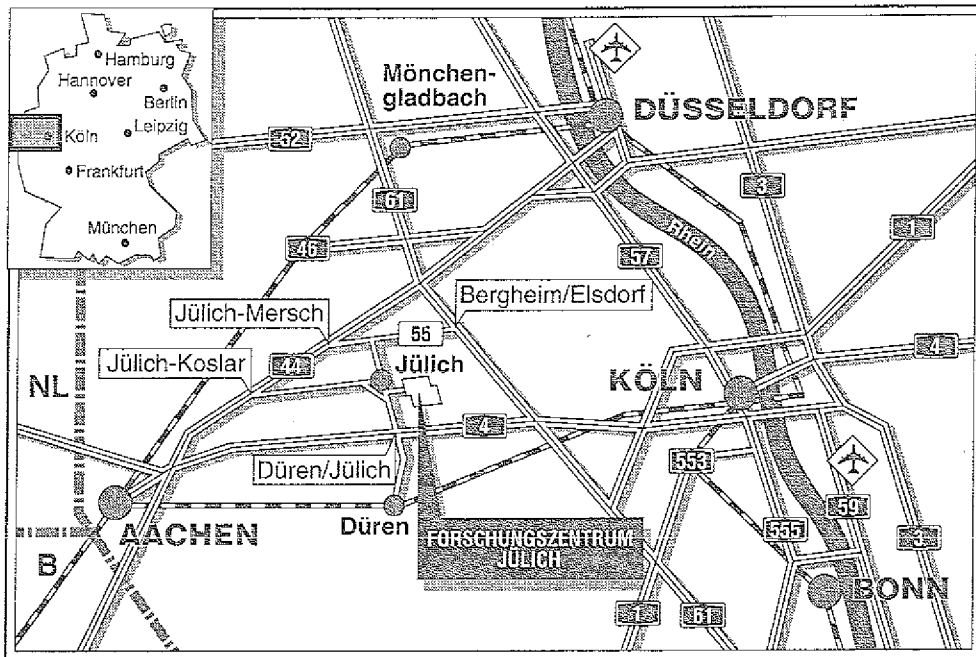 Hamburg
Hannover
Berlin
Köln
Leipzig
Frankfurt
München
Mönchen-
gladbach
DÜSSELDORF
52
61
3
1
46
Rhein
57
Bergheim/Elsdorf
Jülich-Mersch
55
Jülich-Koslar
44
Jülich
4
NL
KÖLN
4
553
Düren/Jülich
59
AACHEN
Düren
FORSCHUNGSZENTRUM
JÜLICH
555
3
B
BONN
1
61